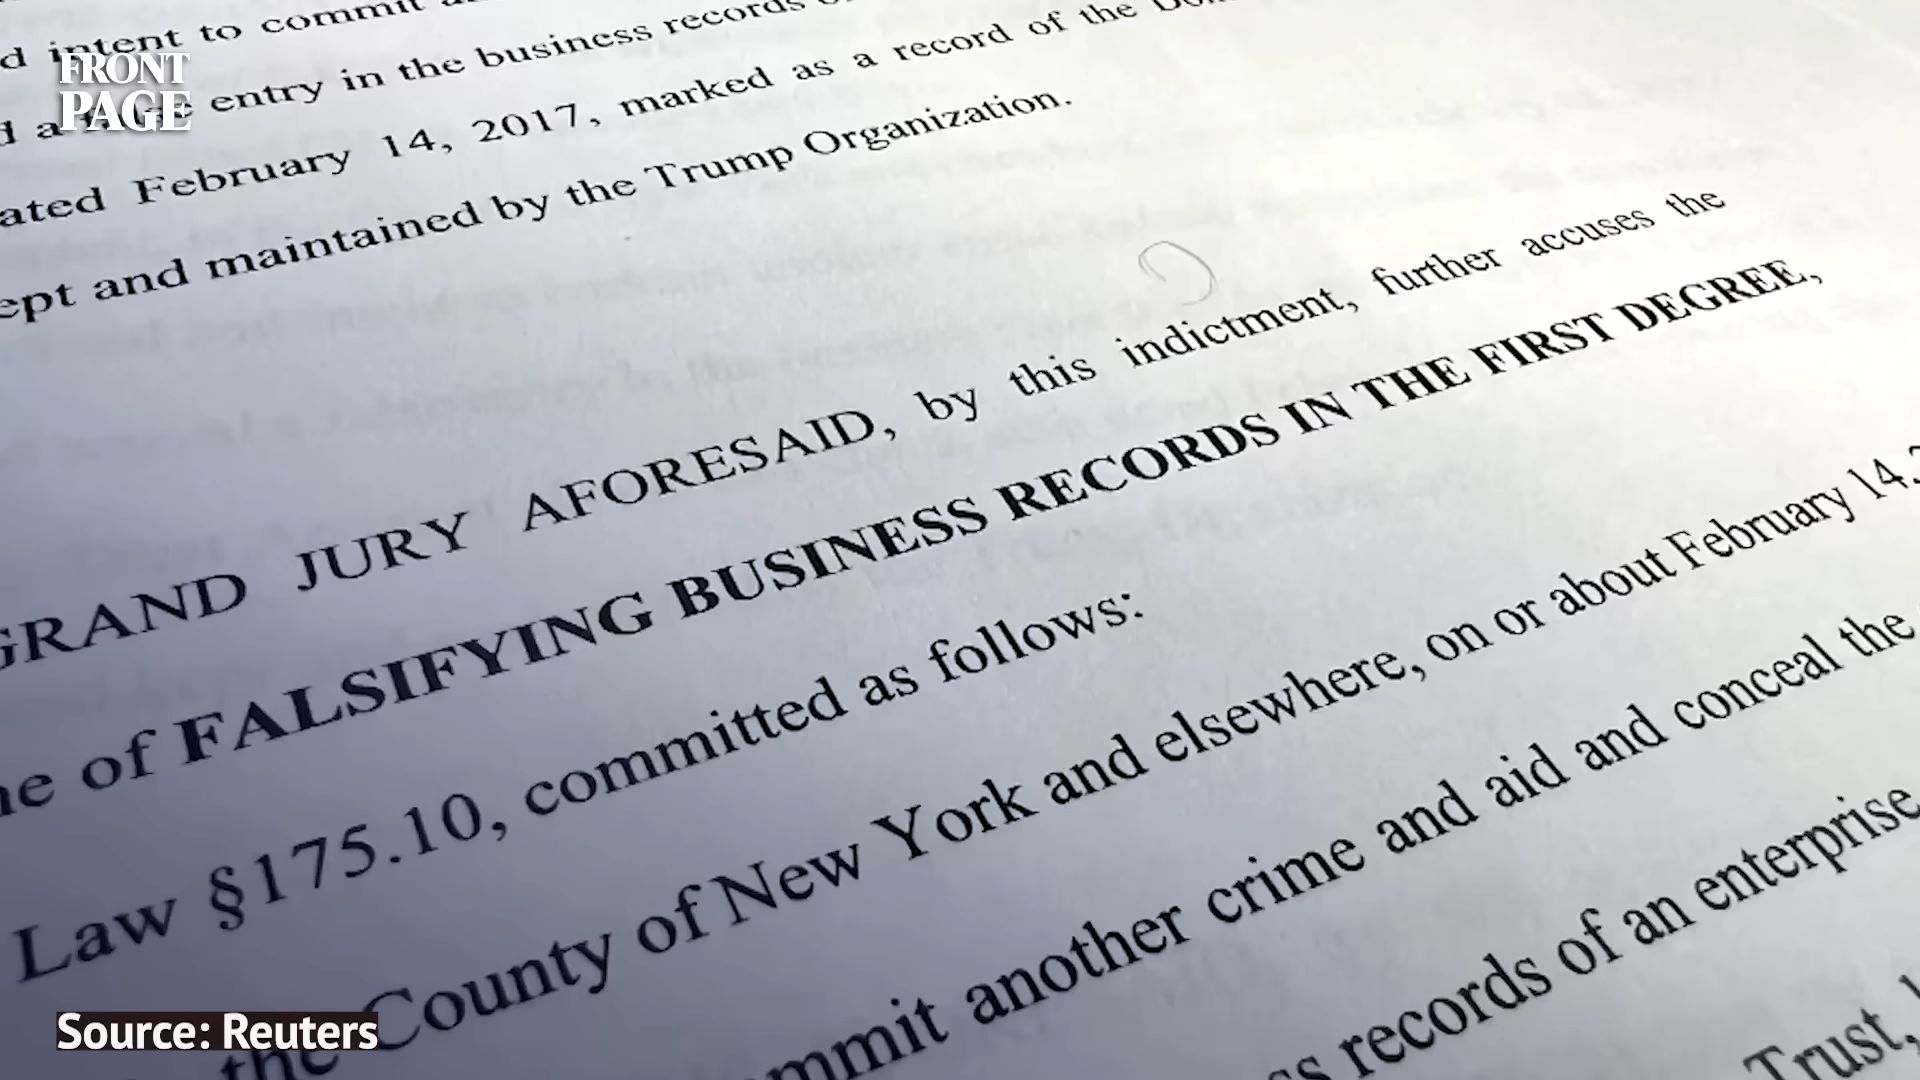 d intent to commit
entry in the business records
ated February 14, 2017, marked as a record of the
ept and maintained by the Trump Organization.
GRAND JURY AFORESAID, by this indictment, further accuses the
ne of FALSIFYING BUSINESS RECORDS IN THE FIRST DEGREE,
Law §175.10, committed as follows:
the County of New York and elsewhere, on or about February 14,
mmit another crime and aid and conceal the
ss records of an enterprise
Trust,
FRONT
PAGE
Source: Reuters